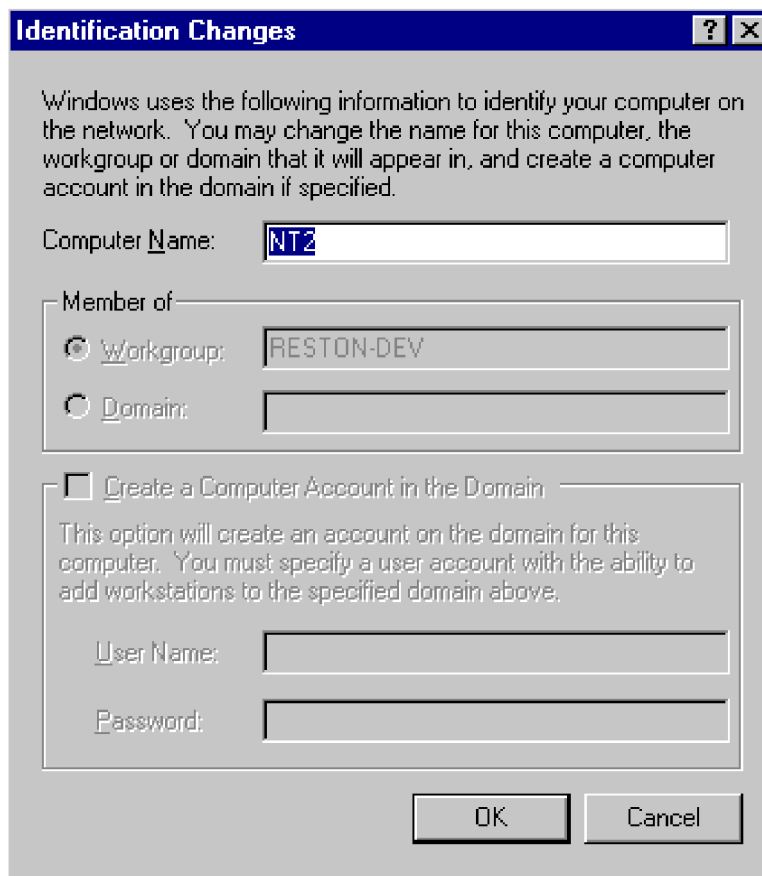 Identification Changes
Windows uses the following information to identify your computer on
the network.  You may change the name for this computer, the
workgroup or domain that it will appear in, and create a computer
account in the domain if specified.
Computer Name: NT2
Member of
Workgroup: RESTON-DEV
Domain:
Create a Computer Account in the Domain
This option will create an account on the domain for this
computer.  You must specify a user account with the ability to
add workstations to the specified domain above.
User Name:
Password:
OK Cancel